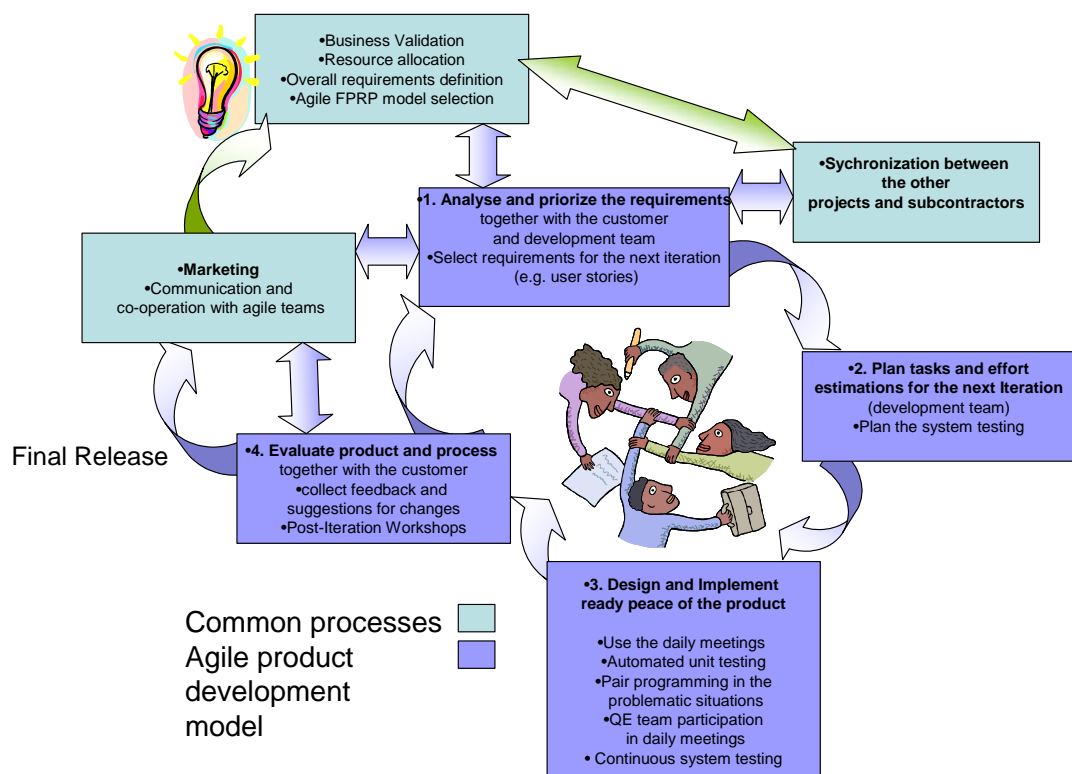 •Business Validation
•Resource allocation
•Overall requirements definition
•Agile FPRP model selection
•Sychronization between
the other
projects and subcontractors
•1. Analyse and priorize the requirements
together with the customer
and development team
•Select requirements for the next iteration
(e.g. user stories)
•Marketing
•Communication and
co-operation with agile teams
•2. Plan tasks and effort
estimations for the next Iteration
(development team)
•Plan the system testing
Final Release
•4. Evaluate product and process
together with the customer
•collect feedback and
suggestions for changes
•Post-Iteration Workshops
•3. Design and Implement
ready peace of the product
•Use the daily meetings
•Automated unit testing
•Pair programming in the
problematic situations
•QE team participation
in daily meetings
• Continuous system testing
Common processes
Agile product
development
model